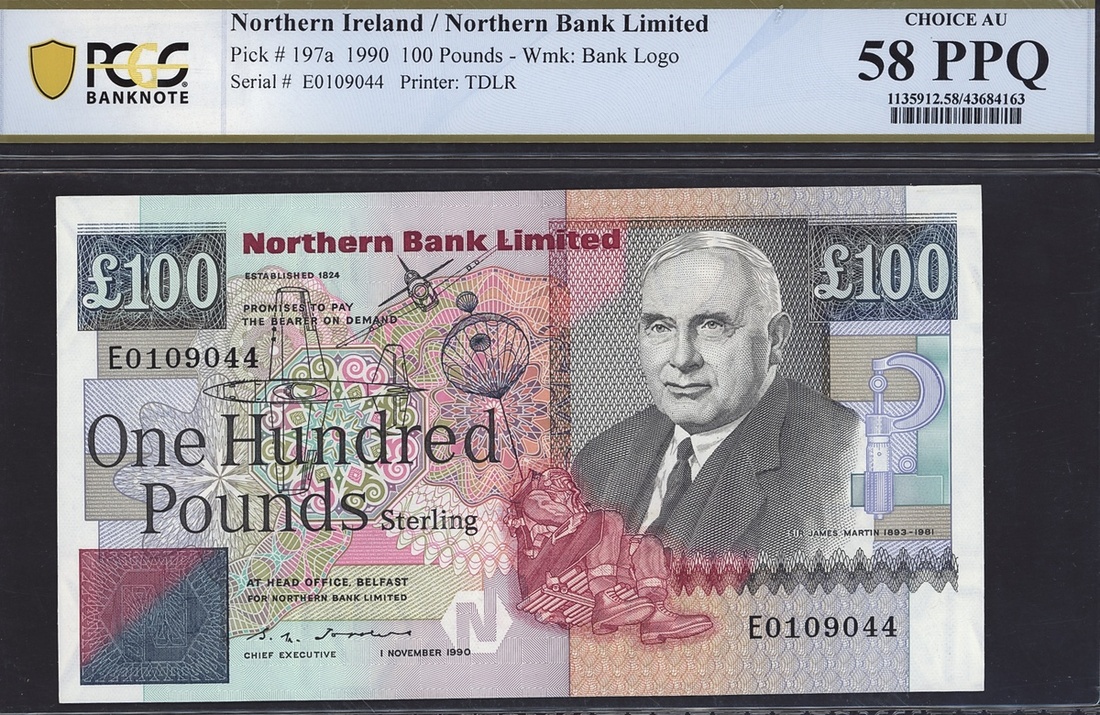 PCGS
BANKNOTE
Northern Ireland / Northern Bank Limited
Pick # 197a 1990 100 Pounds - Wmk: Bank Logo
Serial # E0109044 Printer: TDLR
CHOICE AU
58 PPQ
1135912.58/43684163
£100
Northern Bank Limited
£100
ESTABLISHED 1824
PROMISES TO PAY
THE BEARER ON DEMAND
E0109044
One Hundred
Pounds Sterling
SIR JAMES MARTIN 1893-1981
AT HEAD OFFICE, BELFAST
FOR NORTHERN BANK LIMITED
N
E0109044
CHIEF EXECUTIVE 1 NOVEMBER 1990